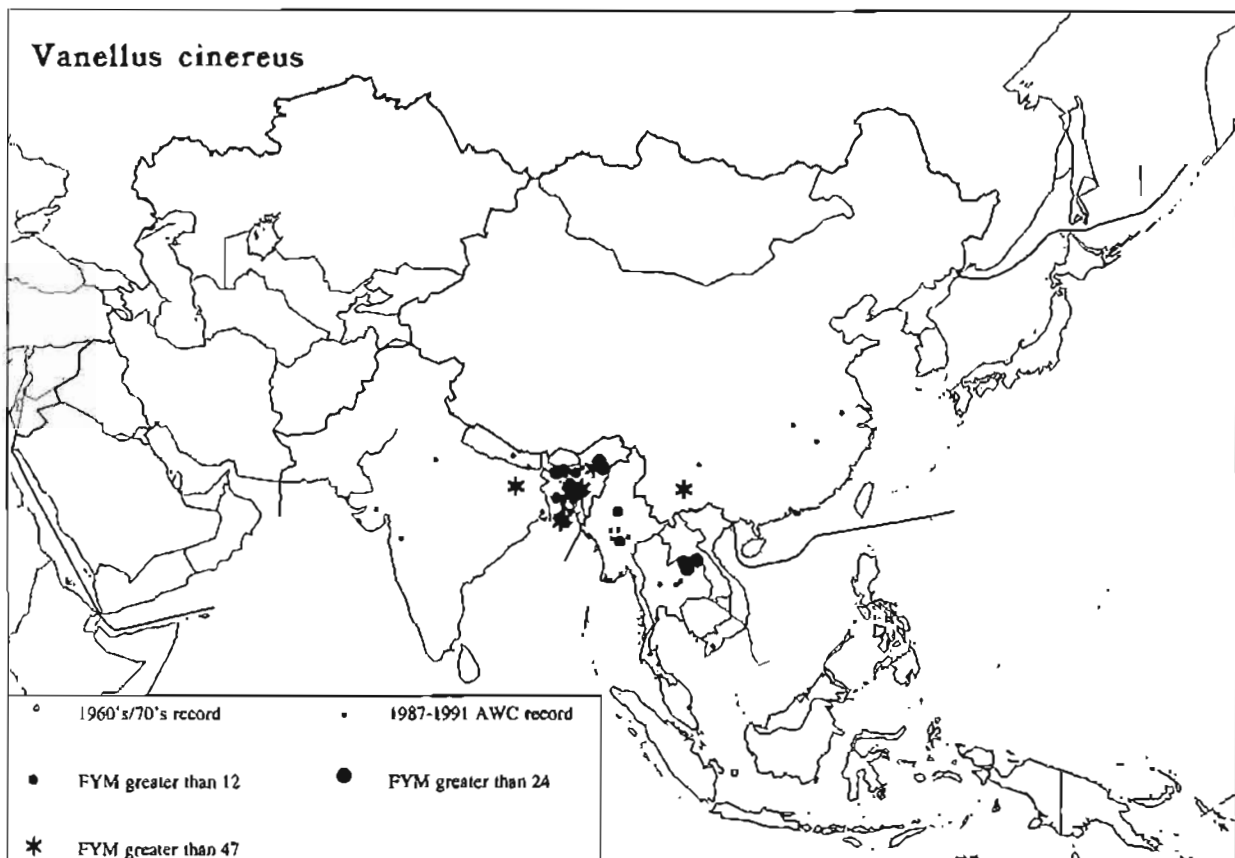 Vanellus cinereus
1960's/70's record
1987-1991 AWC record
FYM greater than 12
FYM greater than 24
FYM greater than 47